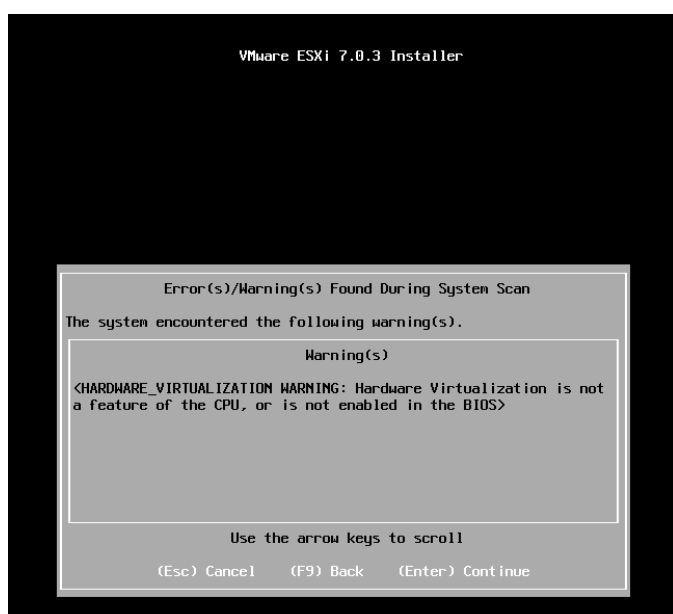 VMware ESXi 7.0.3 Installer
Error(s)/Warning(s) Found During System Scan
The system encountered the following warning(s).
Warning(s)
<HARDWARE_VIRTUALIZATION WARNING: Hardware Virtualization is not
a feature of the CPU, or is not enabled in the BIOS>
Use the arrow keys to scroll
(Esc) Cancel (F9) Back (Enter) Continue